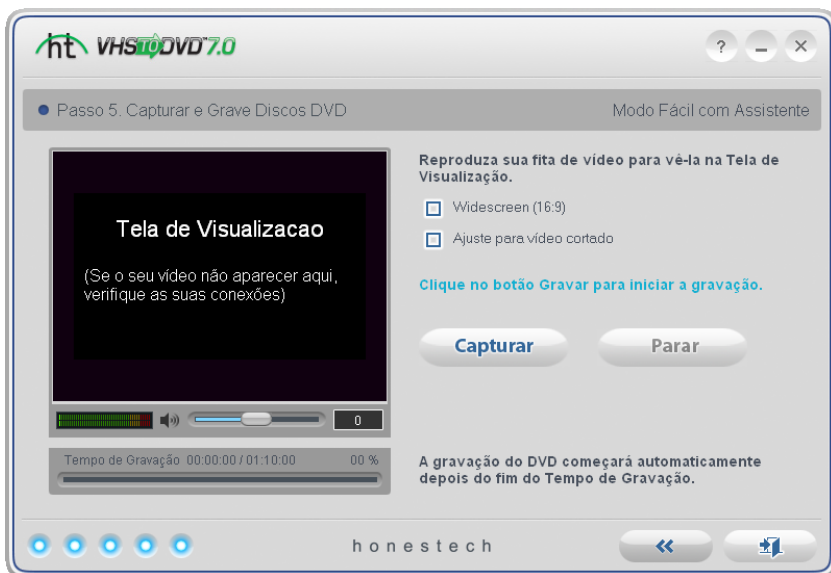 ht VHSTODVD™7.0
?
Passo 5. Capturar e Grave Discos DVD
Modo Fácil com Assistente
Tela de Visualizacao
(Se o seu vídeo não aparecer aqui,
verifique as suas conexões)
0
Tempo de Gravação 00:00:00 / 01:10:00 00 %
Reproduza sua fita de vídeo para vê-la na Tela de
Visualização.
Widescreen (16:9)
Ajuste para vídeo cortado
Clique no botão Gravar para iniciar a gravação.
Capturar
Parar
A gravação do DVD começará automaticamente
depois do fim do Tempo de Gravação.
honestech